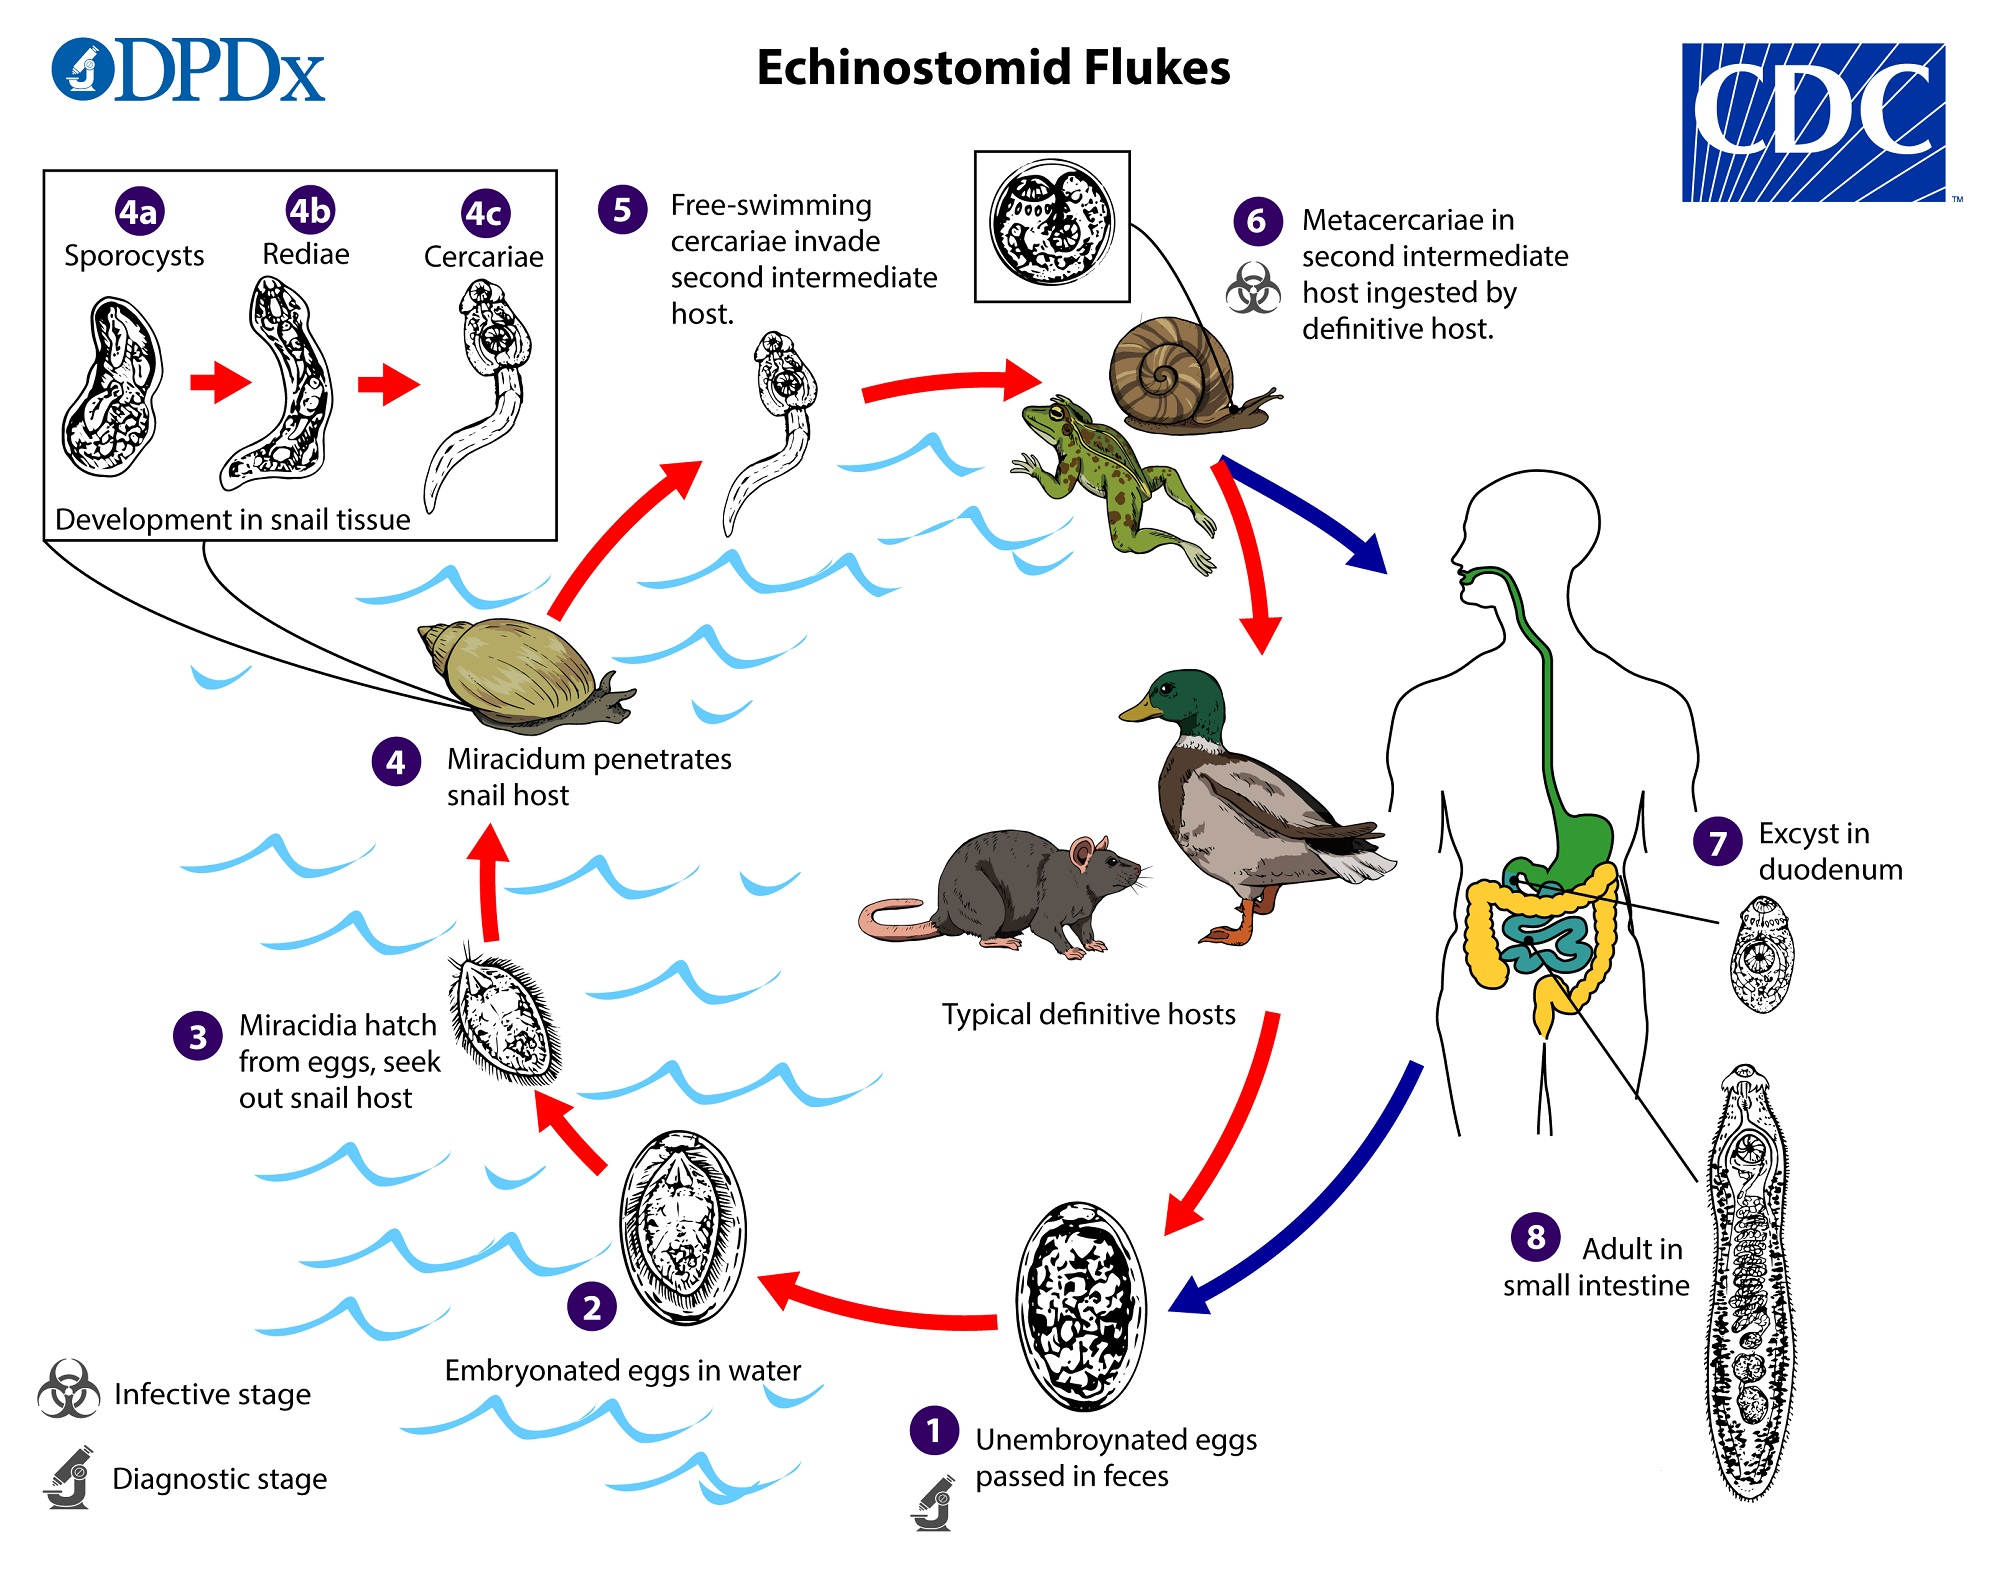 DPDx
Echinostomid Flukes
CDC
TM
4a
Sporocysts
4b
Rediae
4c
Cercariae
Development in snail tissue
5
Free-swimming
cercariae invade
second intermediate
host.
6
Metacercariae in
second intermediate
host ingested by
definitive host.
4
Miracidum penetrates
snail host
7
Excyst in
duodenum
Typical definitive hosts
3
Miracidia hatch
from eggs, seek
out snail host
8
Adult in
small intestine
2
Embryonated eggs in water
1
Unembroynated eggs
passed in feces
Infective stage
Diagnostic stage